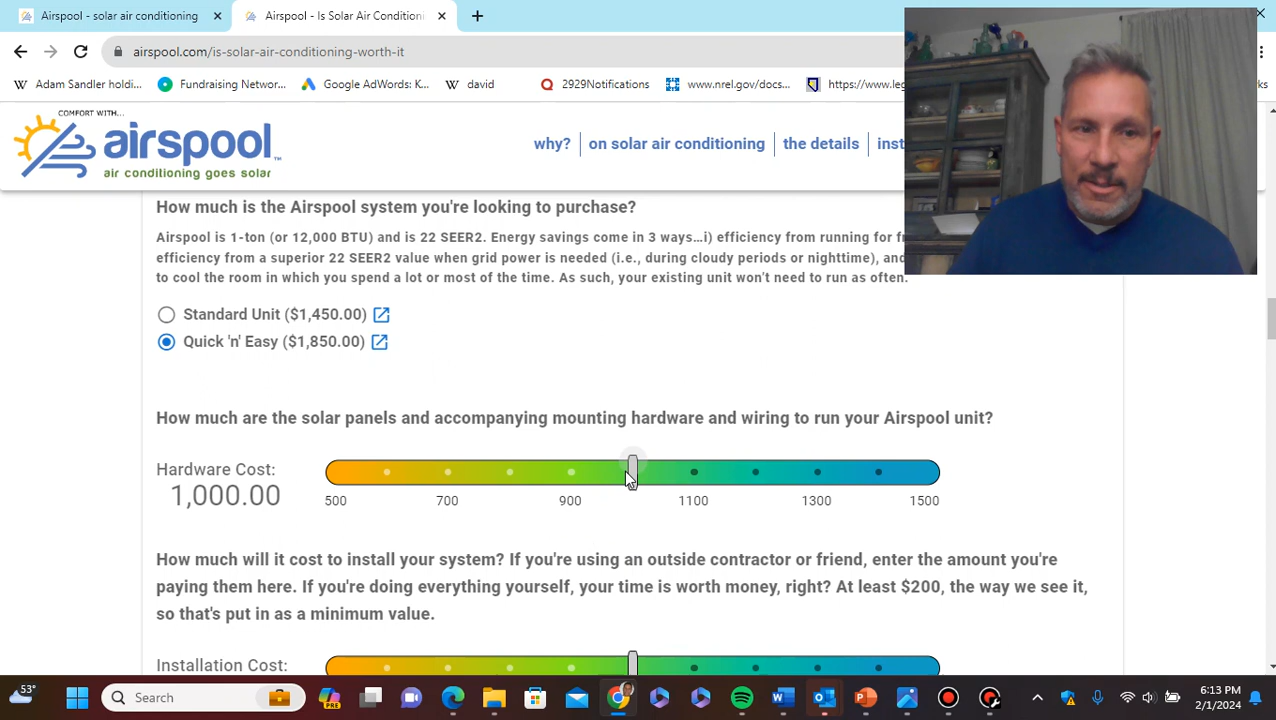 Airspool - solar air conditioning
Airspool - Is Solar Air Condition
airspool.com/is-solar-air-conditioning-worth-it
Adam Sandler holdi...
Fundraising Networ...
Google AdWords: K...
david
2929Notifications
www.nrel.gov/docs...
https://www.leg
ks
COMFORT WITH...
airspool™
air conditioning goes solar
why?
on solar air conditioning
the details
inst
How much is the Airspool system you're looking to purchase?
Airspool is 1-ton (or 12,000 BTU) and is 22 SEER2. Energy savings come in 3 ways...i) efficiency from running for fr
efficiency from a superior 22 SEER2 value when grid power is needed (i.e., during cloudy periods or nighttime), an
to cool the room in which you spend a lot or most of the time. As such, your existing unit won't need to run as often.
Standard Unit ($1,450.00)
Quick 'n' Easy ($1,850.00)
How much are the solar panels and accompanying mounting hardware and wiring to run your Airspool unit?
Hardware Cost:
1,000.00
500 700 900 1100 1300 1500
How much will it cost to install your system? If you're using an outside contractor or friend, enter the amount you're
paying them here. If you're doing everything yourself, your time is worth money, right? At least $200, the way we see it,
so that's put in as a minimum value.
Installation Cost:
53°
Search
PRE
6:13 PM
2/1/2024